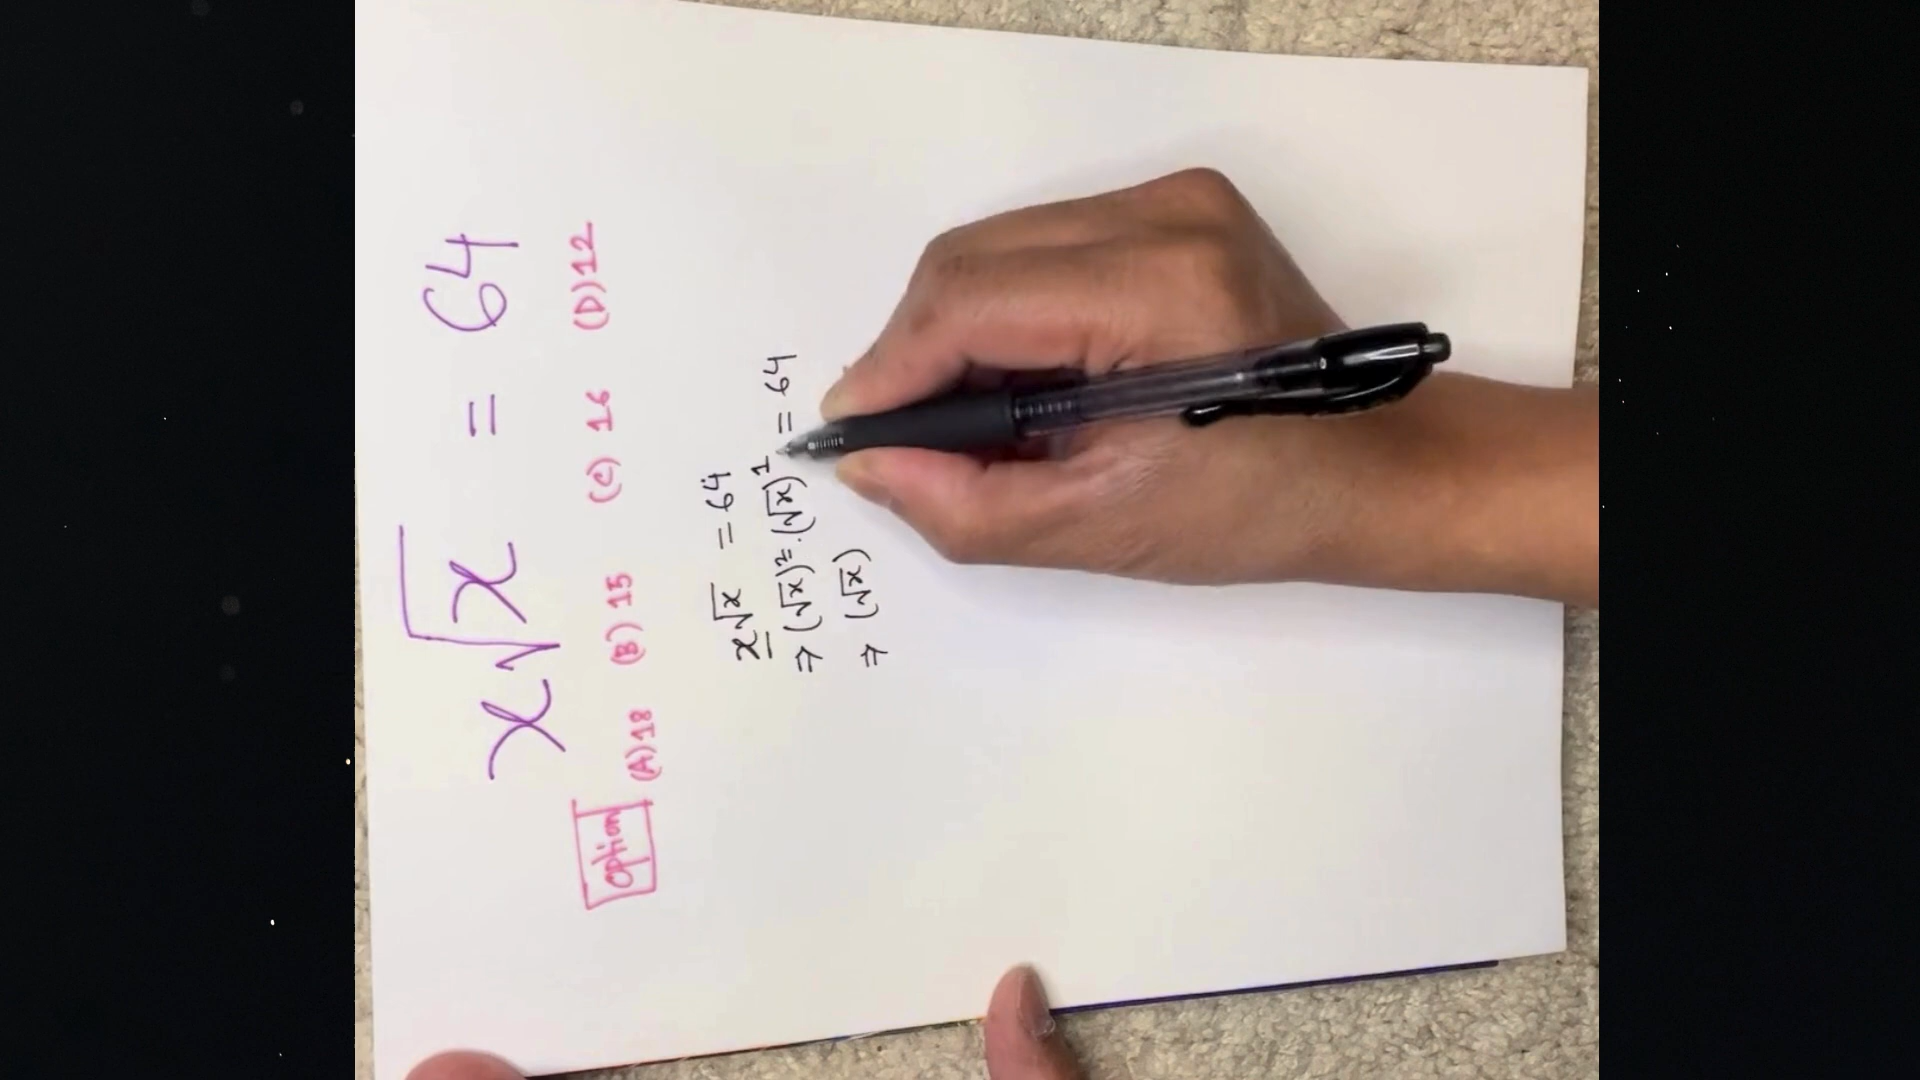 x√x = 64
Option (A) 18 (B) 15 (C) 16 (D) 12
x√x = 64
⇒ (√x)²·(√x)¹ = 64
⇒ (√x)